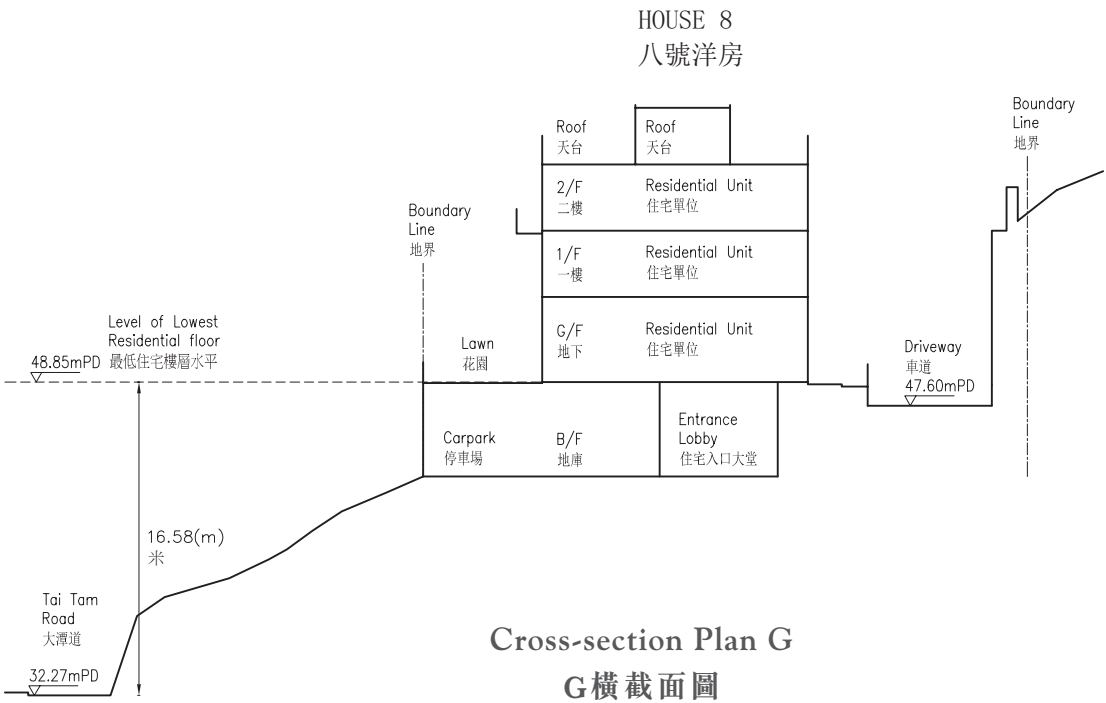 HOUSE 8
八號洋房
Boundary
Line
地界
Roof
天台
Roof
天台
2/F
二樓
Residential Unit
住宅單位
Boundary
Line
地界
1/F
一樓
Residential Unit
住宅單位
Level of Lowest
Residential floor
48.85mPD 最低住宅樓層水平
Lawn
花園
G/F
地下
Residential Unit
住宅單位
Driveway
車道
47.60mPD
Carpark
停車場
B/F
地庫
Entrance
Lobby
住宅入口大堂
16.58(m)
米
Tai Tam
Road
大潭道
32.27mPD
Cross-section Plan G
G橫截面圖